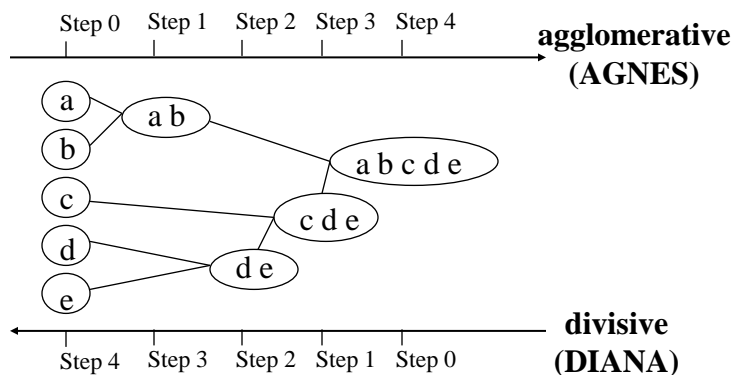 Step 0 Step 1 Step 2 Step 3 Step 4
agglomerative
(AGNES)
a
a b
b
a b c d e
c
c d e
d
d e
e
divisive
(DIANA)
Step 4 Step 3 Step 2 Step 1 Step 0